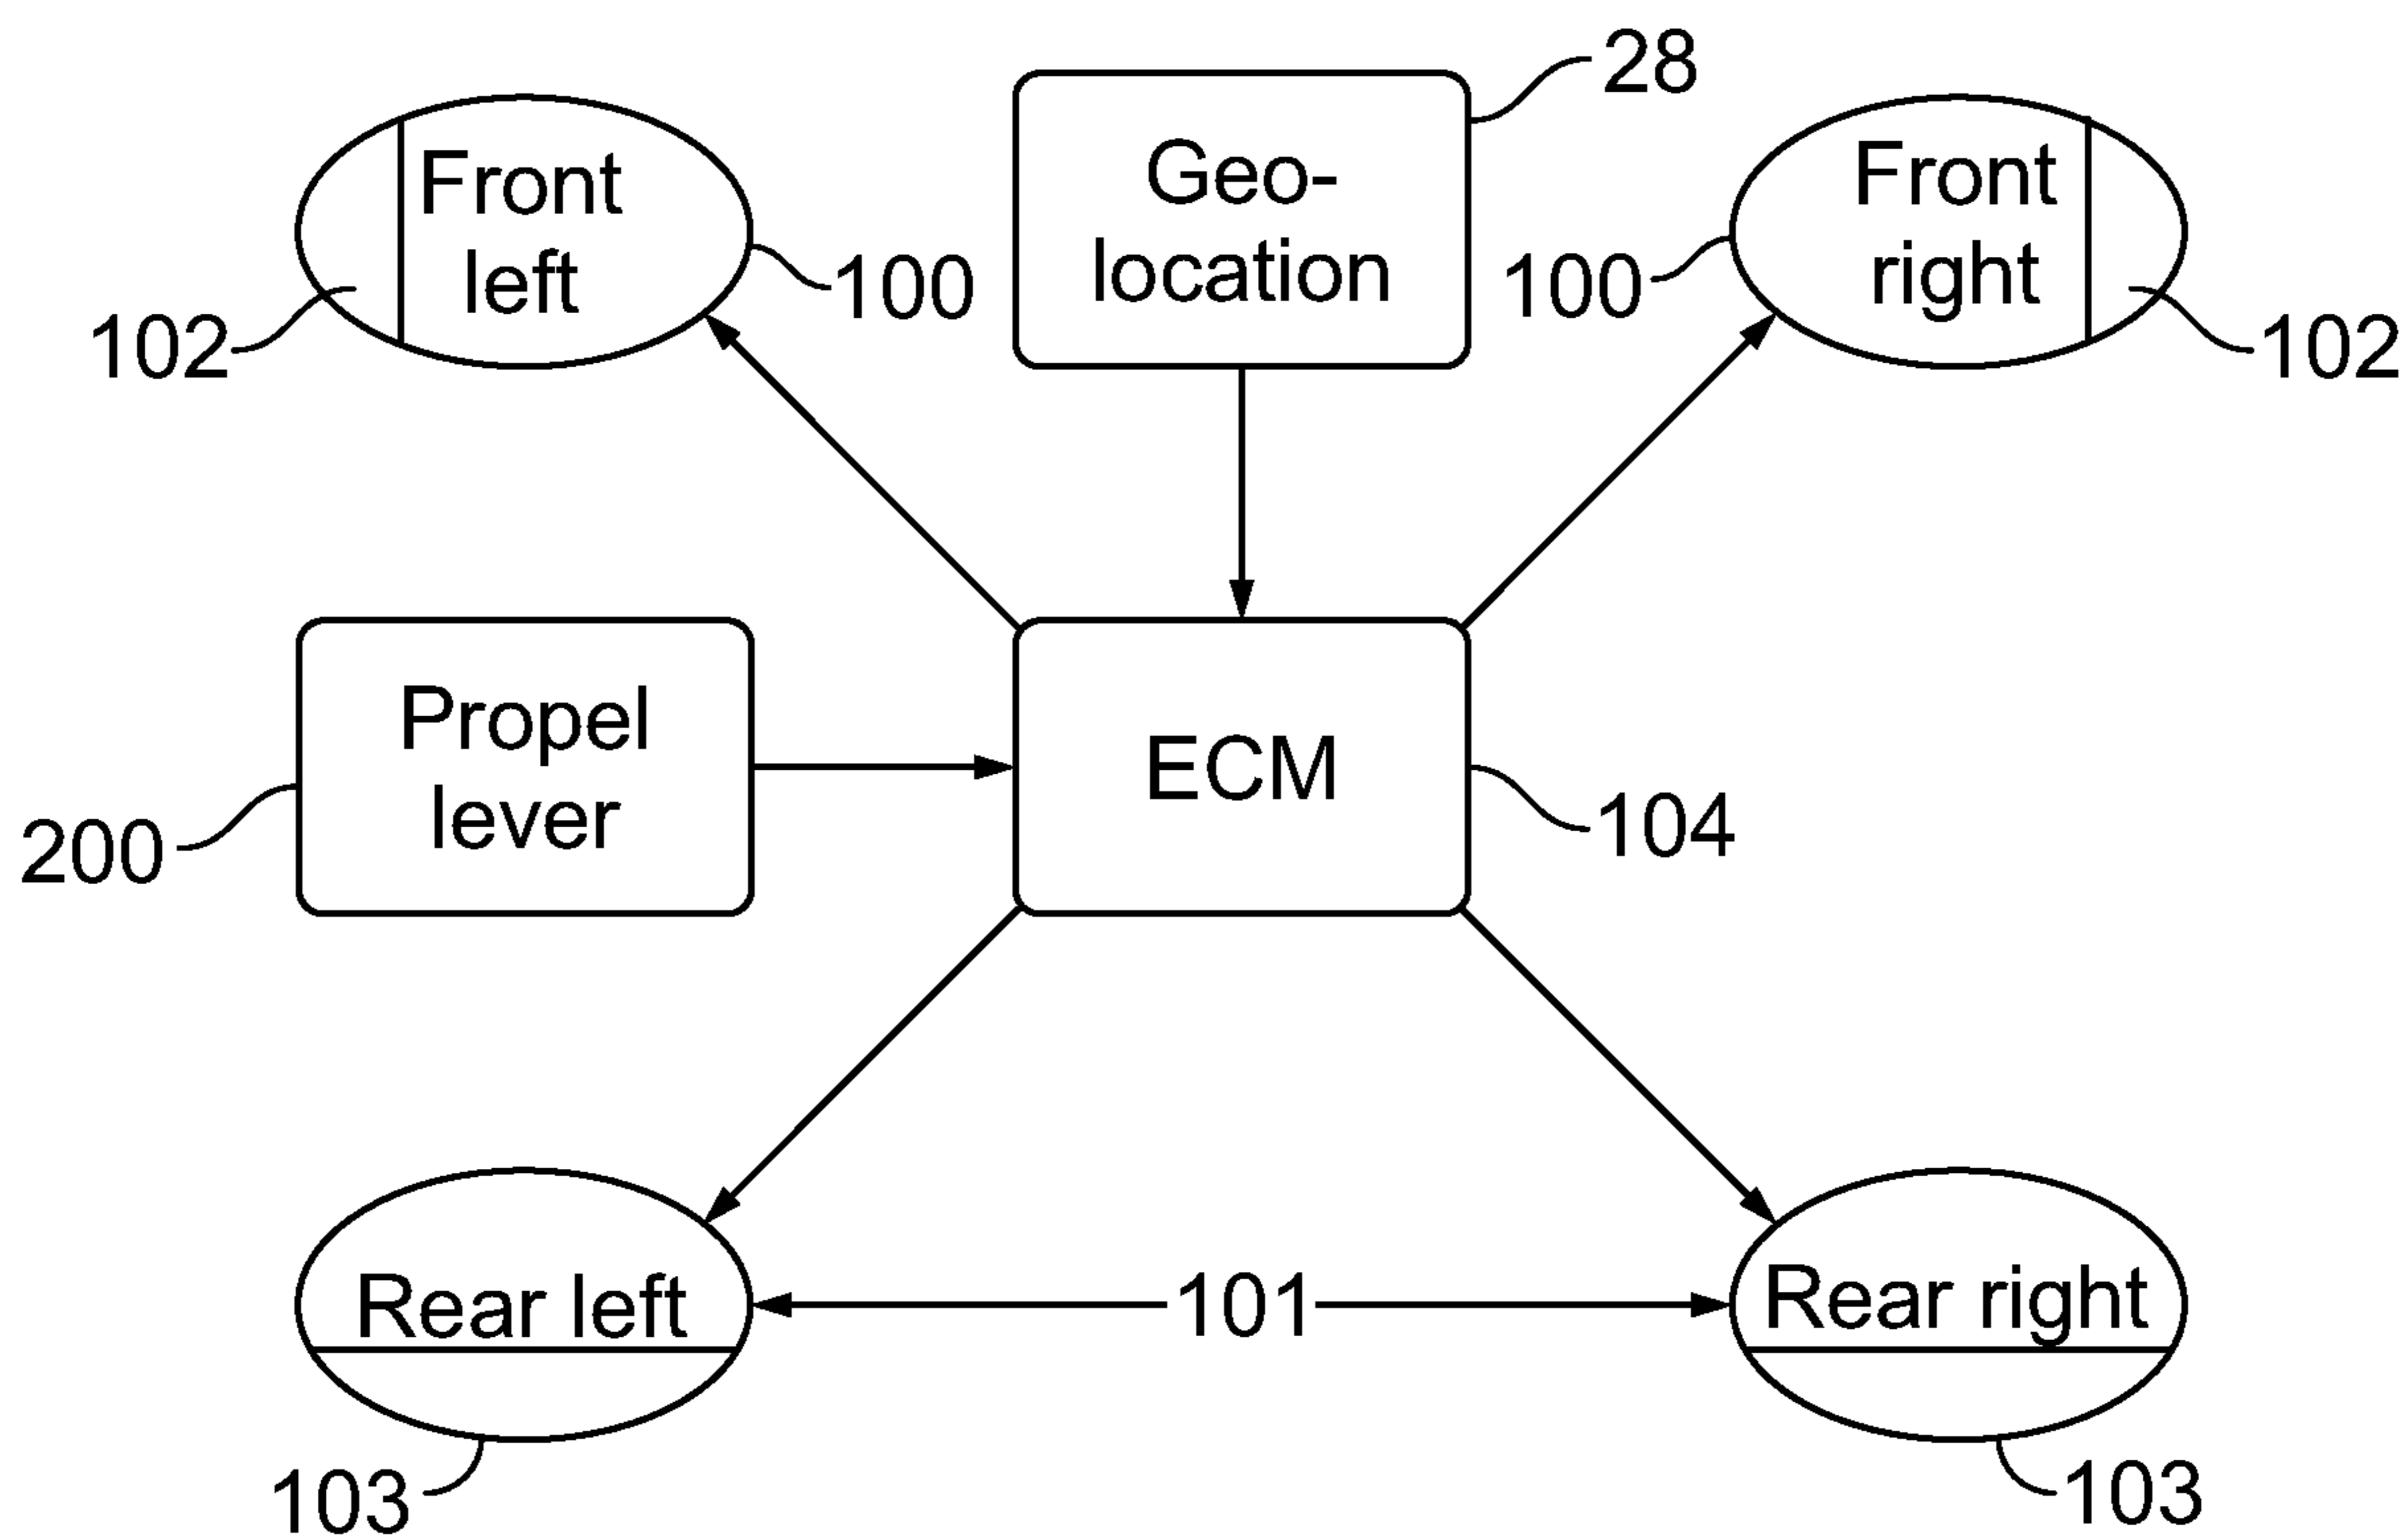 28
Front
left
Geo-
location
Front
right
100
100
102
102
Propel
lever
ECM
200
104
Rear left
101
Rear right
103
103